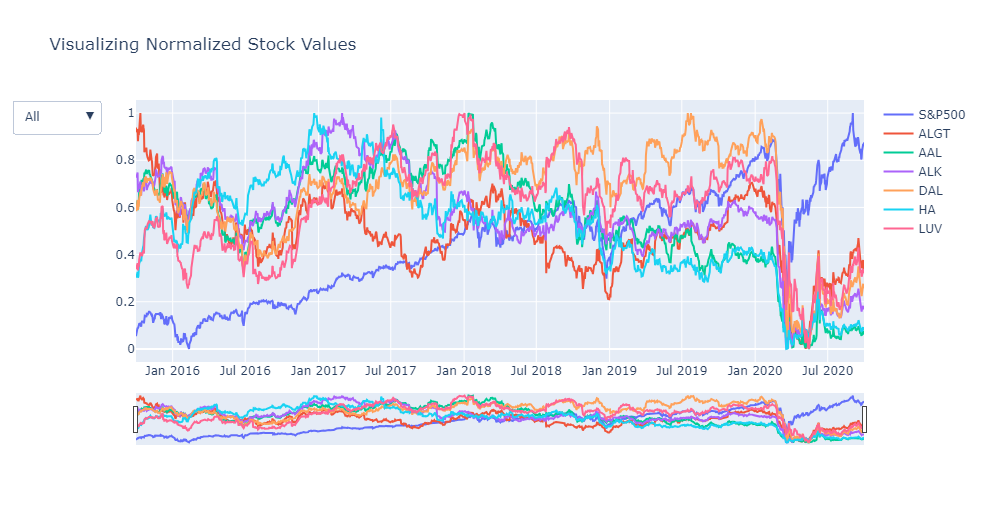 Visualizing Normalized Stock Values
All ▼
1
0.8
0.6
0.4
0.2
0
Jan 2016 Jul 2016 Jan 2017 Jul 2017 Jan 2018 Jul 2018 Jan 2019 Jul 2019 Jan 2020 Jul 2020
S&P500
ALGT
AAL
ALK
DAL
HA
LUV